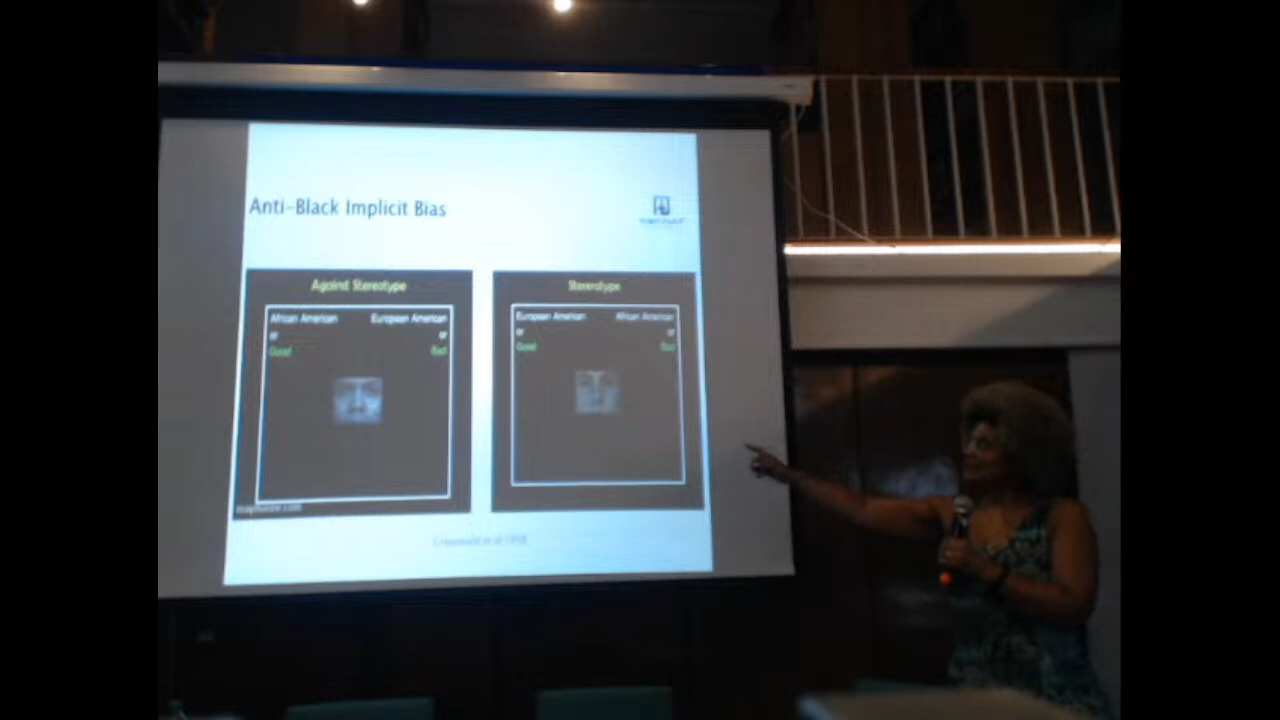 Anti-Black Implicit Bias
Against Stereotype
African American European American
or or
Good Bad
Stererotype
European American African American
or or
Good Bad